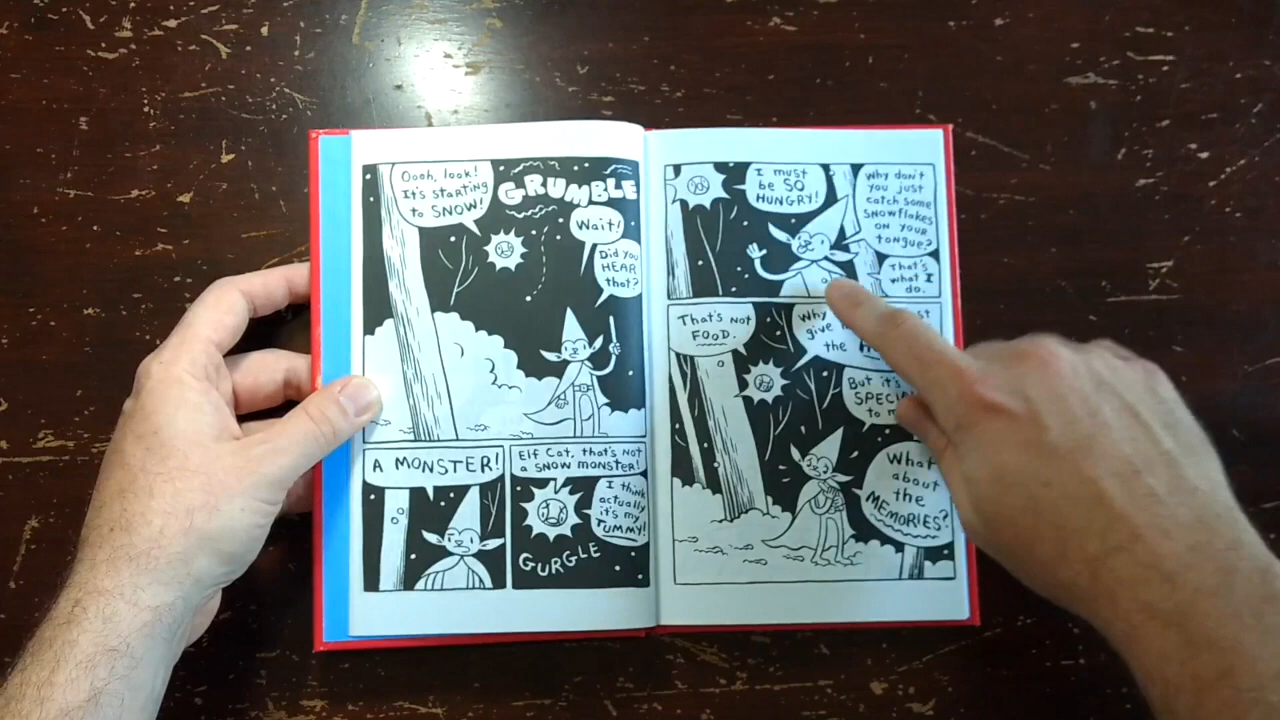 Oooh, look!
It's starting
to SNOW!
GRUMBLE
Wait!
Did you
HEAR
that?
A MONSTER!
Elf Cat, that's NOT
a SNOW MONSTER!
I think
actually
it's my
TUMMY!
GURGLE
I must
be SO
HUNGRY!
Why don't
you just
catch some
SNOWflakes
ON YOUR
tongue?
That's
what I
do.
That's NOT
FOOD.
Why
give
the
But it's
SPECI
to
What
about
the
MEMORIES?